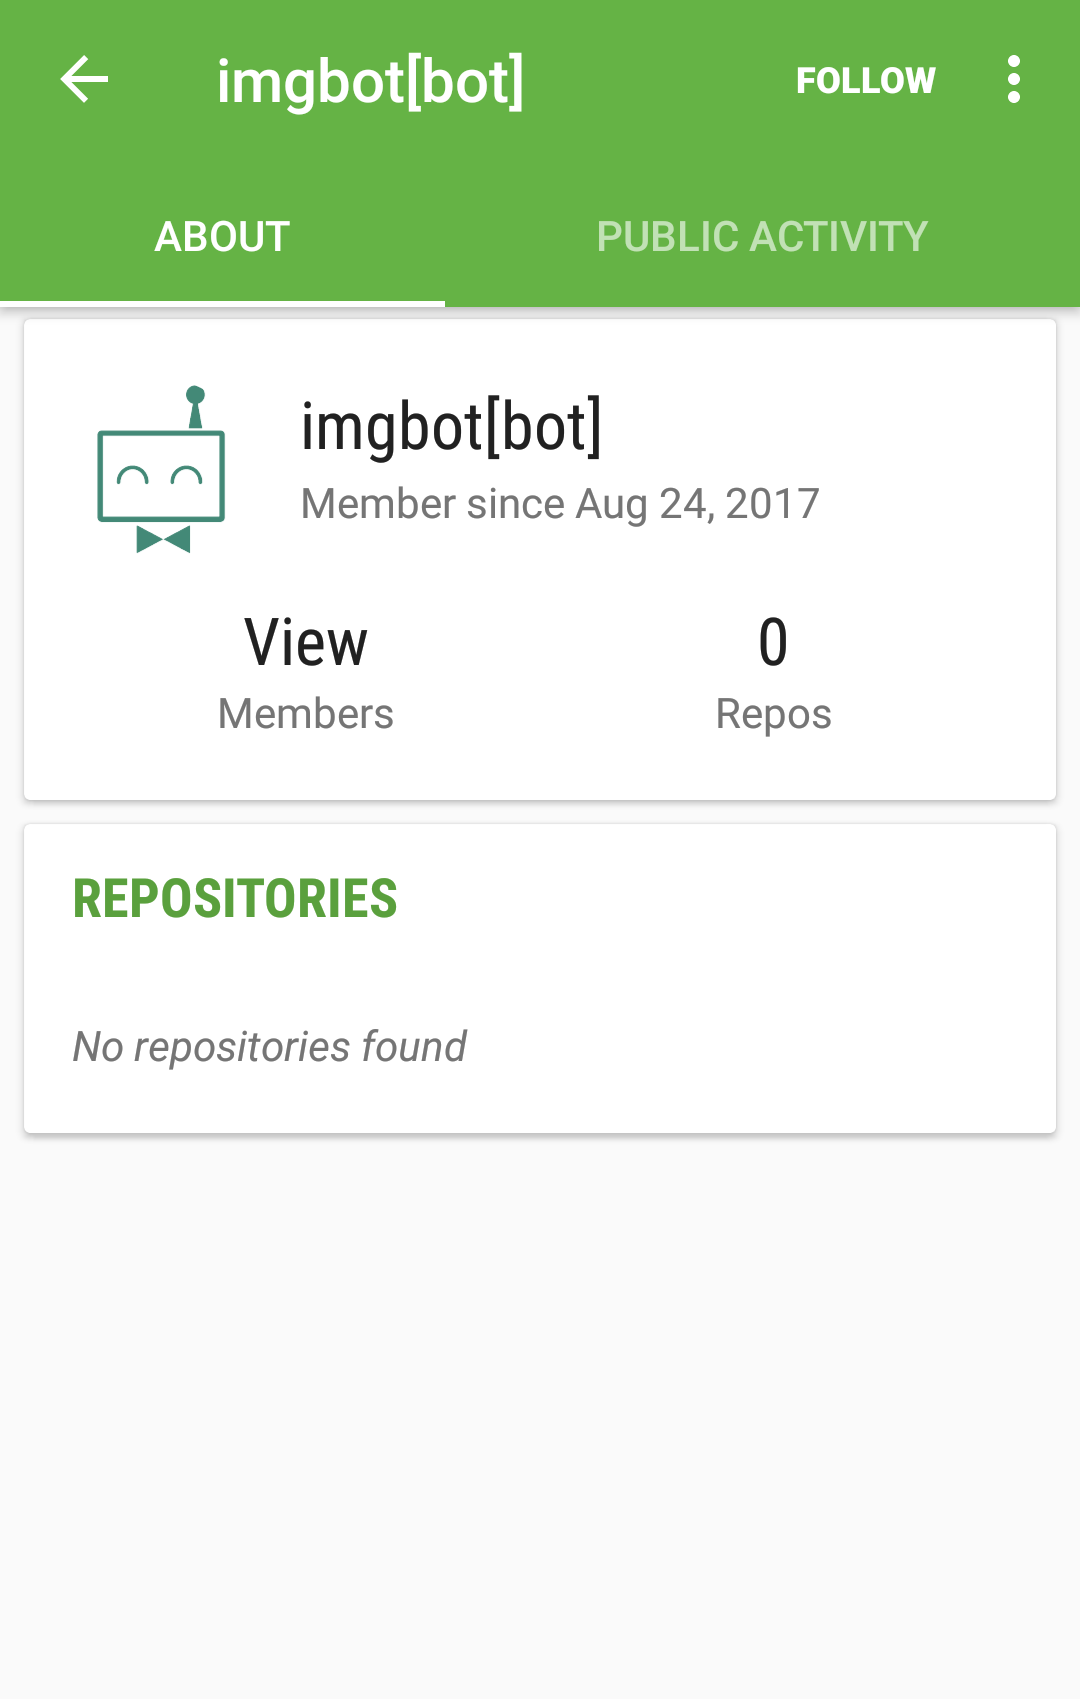 imgbot[bot]
FOLLOW
ABOUT
PUBLIC ACTIVITY
imgbot[bot]
Member since Aug 24, 2017
View
Members
0
Repos
REPOSITORIES
No repositories found